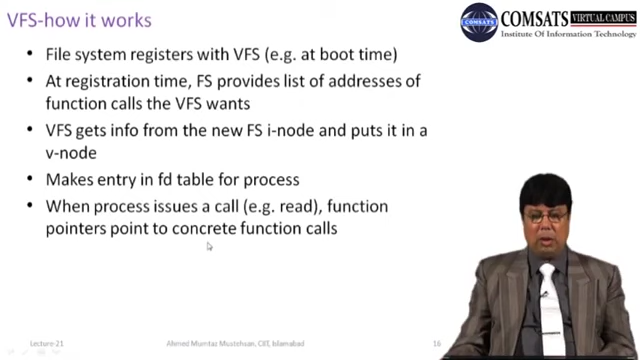 VFS-how it works
COMSATS VIRTUAL CAMPUS
Institute Of Information Technology
• File system registers with VFS (e.g. at boot time)
• At registration time, FS provides list of addresses of
function calls the VFS wants
• VFS gets info from the new FS i-node and puts it in a
v-node
• Makes entry in fd table for process
• When process issues a call (e.g. read), function
pointers point to concrete function calls
Lecture-21
Ahmed Mumtaz Mustehsan, CIIT, Islamabad
16